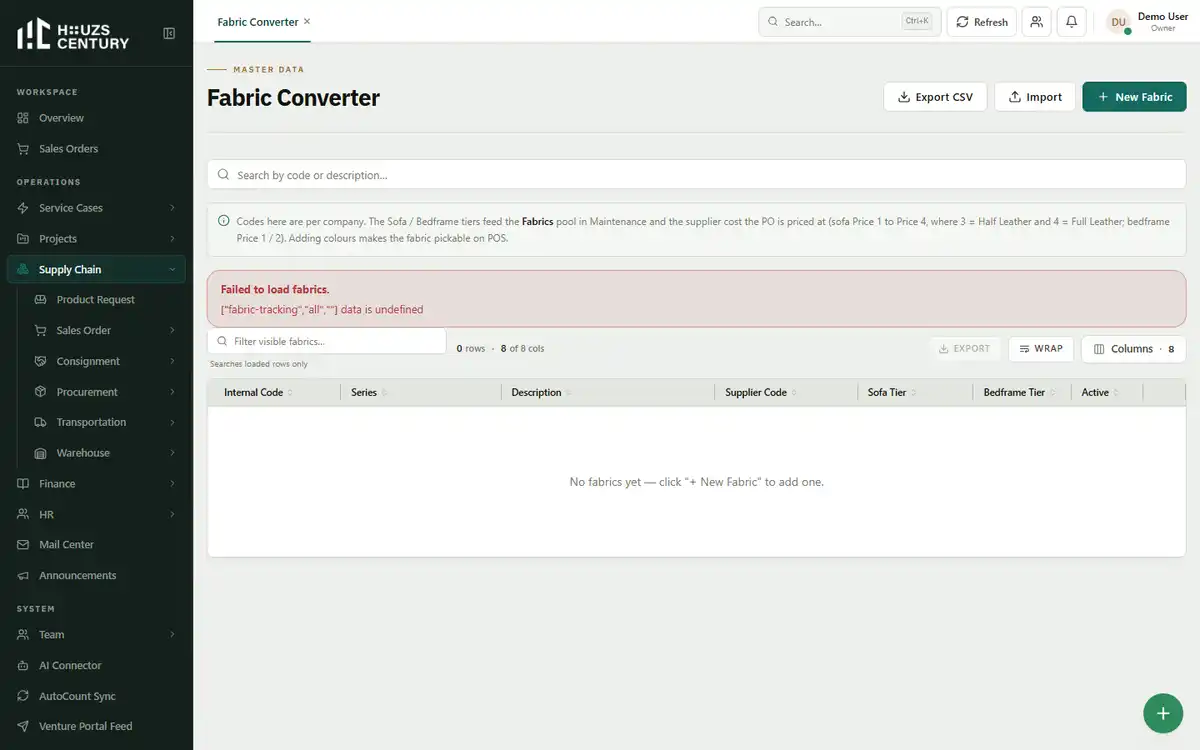 HOUZS
CENTURY
WORKSPACE
Overview
Sales Orders
OPERATIONS
Service Cases
Projects
Supply Chain
Product Request
Sales Order
Consignment
Procurement
Transportation
Warehouse
Finance
HR
Mail Center
Announcements
SYSTEM
Team
AI Connector
AutoCount Sync
Venture Portal Feed
Fabric Converter ×
Search...
Ctrl+K
Refresh
DU
Demo User
Owner
MASTER DATA
Fabric Converter
Export CSV
Import
+ New Fabric
Search by code or description...
Codes here are per company. The Sofa / Bedframe tiers feed the Fabrics pool in Maintenance and the supplier cost the PO is priced at (sofa Price 1 to Price 4, where 3 = Half Leather and 4 = Full Leather; bedframe
Price 1 / 2). Adding colours makes the fabric pickable on POS.
Failed to load fabrics.
["fabric-tracking","all",""] data is undefined
Filter visible fabrics...
0 rows · 8 of 8 cols
EXPORT
WRAP
Columns · 8
Searches loaded rows only
Internal Code
Series
Description
Supplier Code
Sofa Tier
Bedframe Tier
Active
No fabrics yet — click "+ New Fabric" to add one.
+